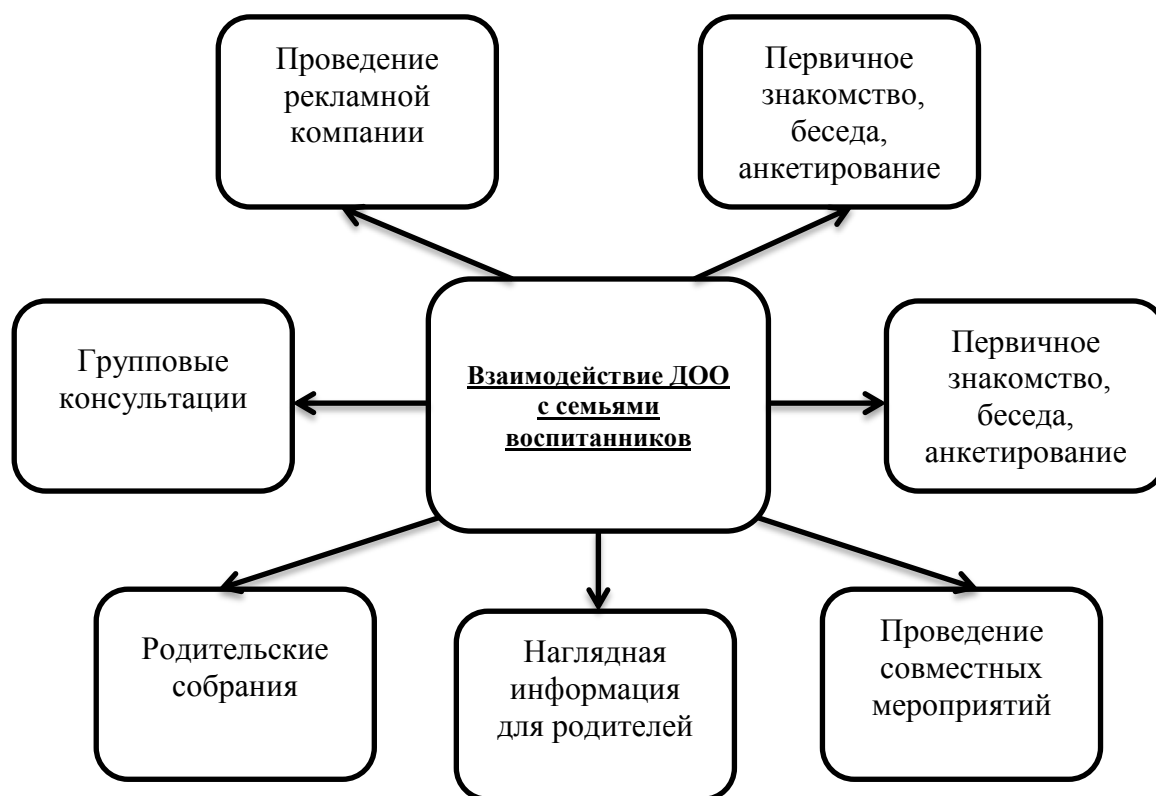 Проведение
рекламной
компании
Первичное
знакомство,
беседа,
анкетирование
Групповые
консультации
Взаимодействие ДОО
с семьями
воспитанников
Первичное
знакомство,
беседа,
анкетирование
Родительские
собрания
Наглядная
информация
для родителей
Проведение
совместных
мероприятий